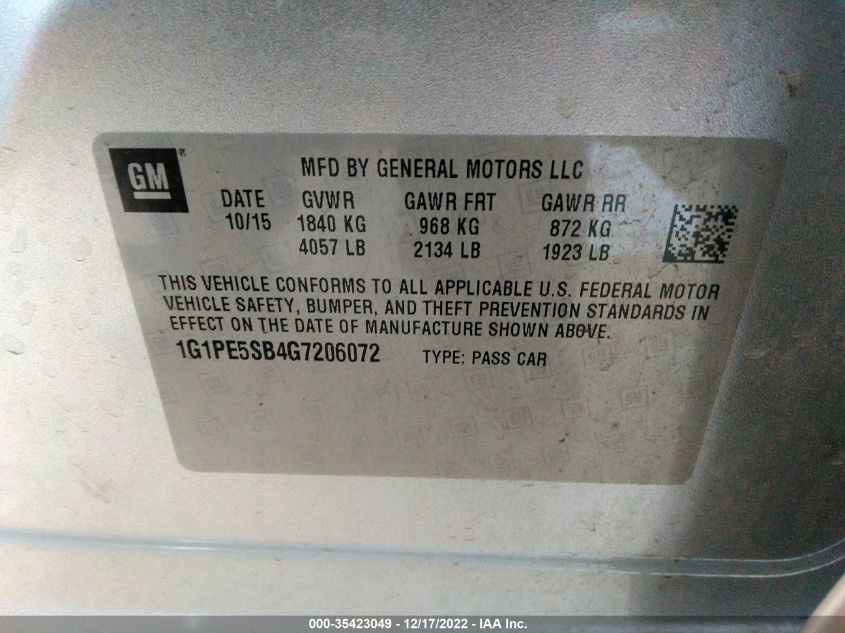 GM®
MFD BY GENERAL MOTORS LLC
DATE GVWR GAWR FRT GAWR RR
10/15 1840 KG 968 KG 872 KG
4057 LB 2134 LB 1923 LB
THIS VEHICLE CONFORMS TO ALL APPLICABLE U.S. FEDERAL MOTOR
VEHICLE SAFETY, BUMPER, AND THEFT PREVENTION STANDARDS IN
EFFECT ON THE DATE OF MANUFACTURE SHOWN ABOVE.
1G1PE5SB4G7206072 TYPE: PASS CAR
000-35423049 - 12/17/2022 - IAA Inc.